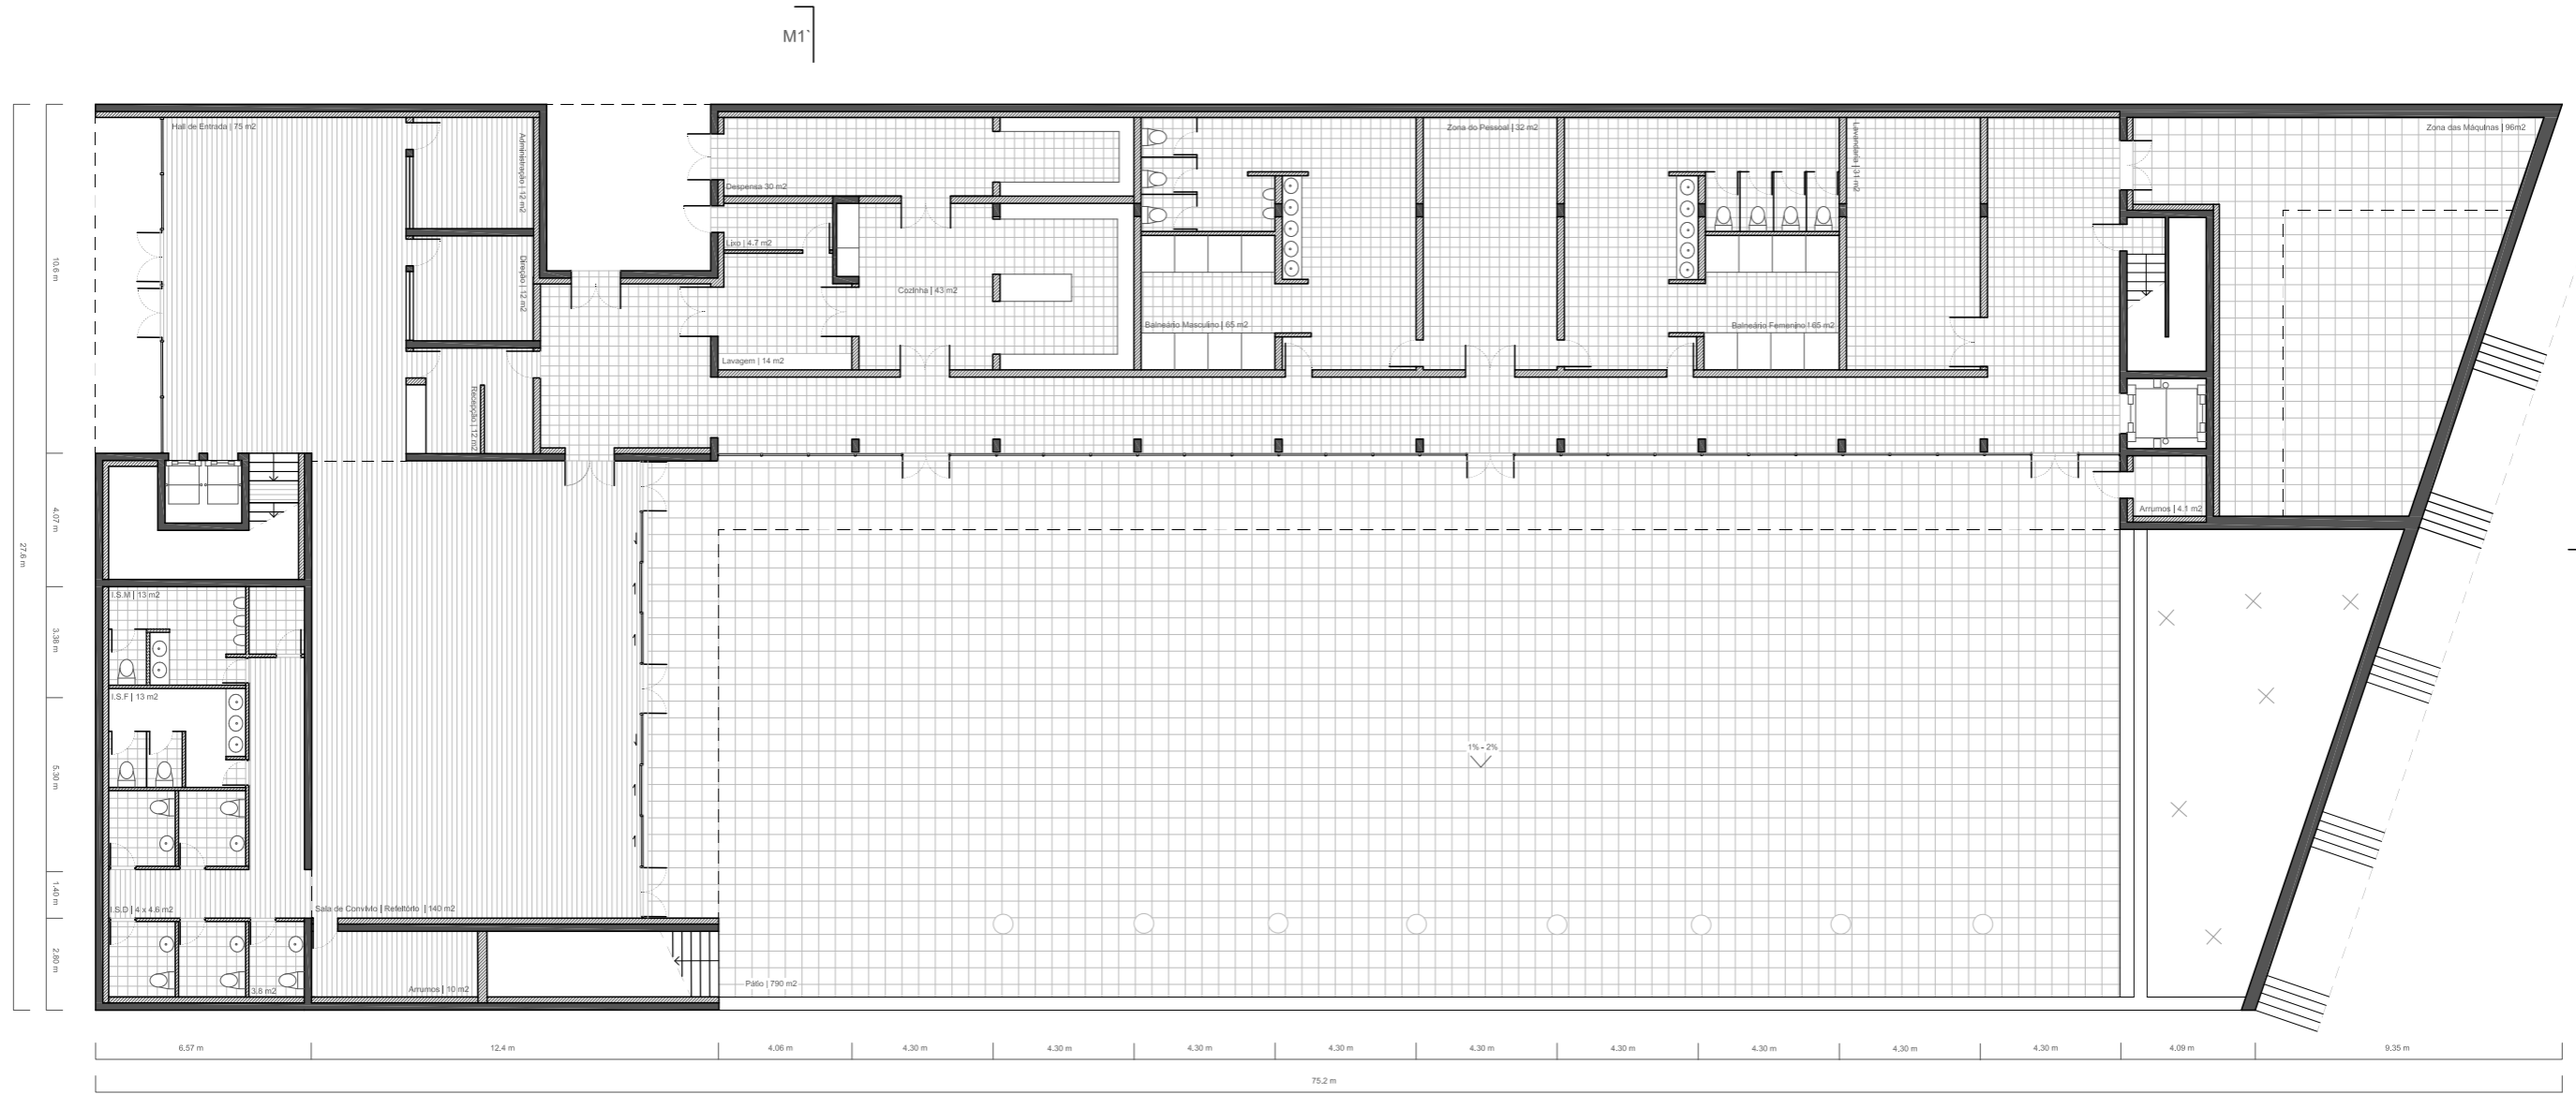 M1`
Hall de Entrada | 75 m2
Administração | 12 m2
Despensa 30 m2
Zona do Pessoal | 32 m2
Lavandaria | 31 m2
Zona das Máquinas | 96m2
Lixo | 4.7 m2
Direção | 12 m2
Cozinha | 43 m2
Balneário Masculino | 65 m2
Balneário Femenino | 65 m2
Lavagem | 14 m2
Recepção | 12 m2
Arrumos | 4.1 m2
10.6 m
4.07 m
27.6 m
3.38 m
5.30 m
1.40 m
2.80 m
I.S.M | 13 m2
I.S.F | 13 m2
1% - 2%
I.S.D | 4 x 4.6 m2
Sala de Convívio | Refeitório | 140 m2
3.8 m2
Arrumos | 10 m2
Pátio | 790 m2
6.57 m
12.4 m
4.06 m
4.30 m
4.30 m
4.30 m
4.30 m
4.30 m
4.30 m
4.30 m
4.30 m
4.30 m
4.09 m
9.35 m
75.2 m